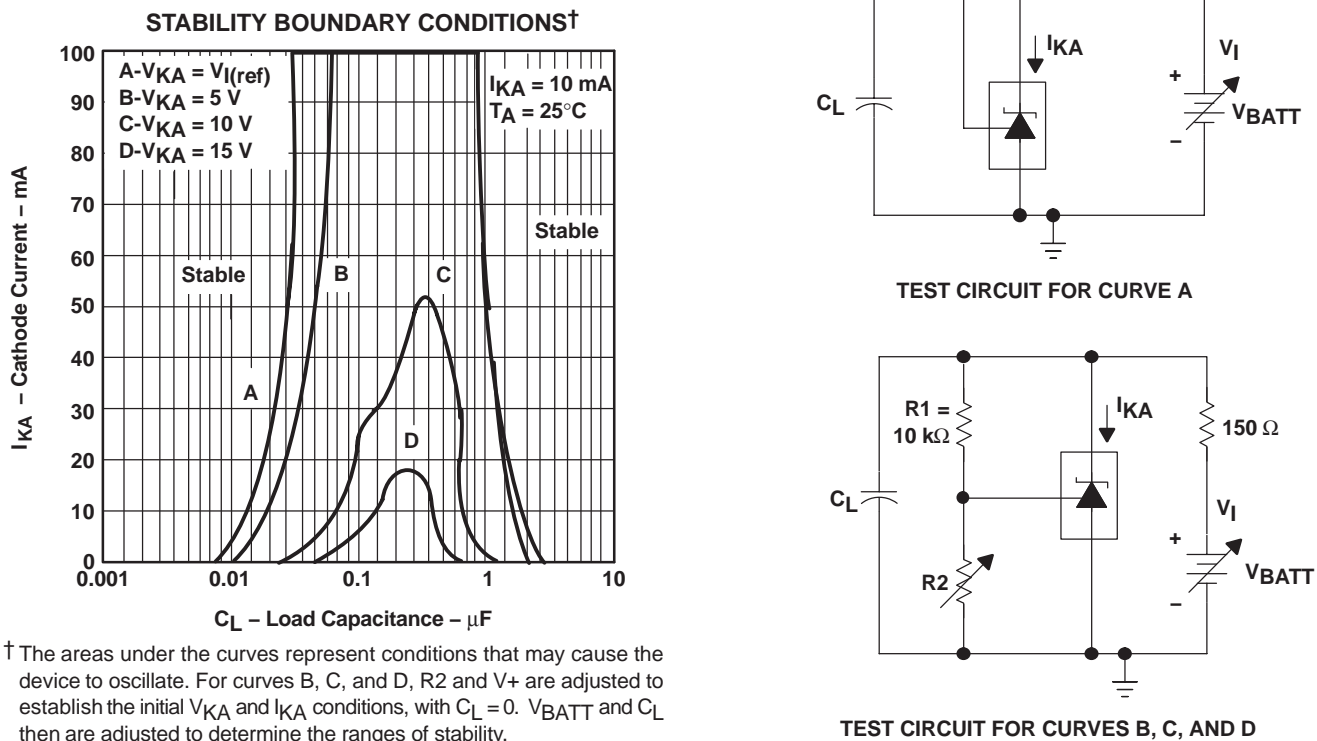 STABILITY BOUNDARY CONDITIONS†
A-VKA = VI(ref)
B-VKA = 5 V
C-VKA = 10 V
D-VKA = 15 V
IKA = 10 mA
TA = 25°C
Stable
Stable
A
B
C
D
100
90
80
70
60
50
40
30
20
10
0
0.001
0.01
0.1
1
10
IKA – Cathode Current – mA
CL – Load Capacitance – μF
† The areas under the curves represent conditions that may cause the
device to oscillate. For curves B, C, and D, R2 and V+ are adjusted to
establish the initial VKA and IKA conditions, with CL = 0. VBATT and CL
then are adjusted to determine the ranges of stability.
IKA
VI
CL
+
VBATT
–
TEST CIRCUIT FOR CURVE A
R1 =
10 kΩ
IKA
150 Ω
CL
VI
+
R2
VBATT
–
TEST CIRCUIT FOR CURVES B, C, AND D